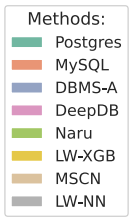 Methods:
Postgres
MySQL
DBMS-A
DeepDB
Naru
LW-XGB
MSCN
LW-NN